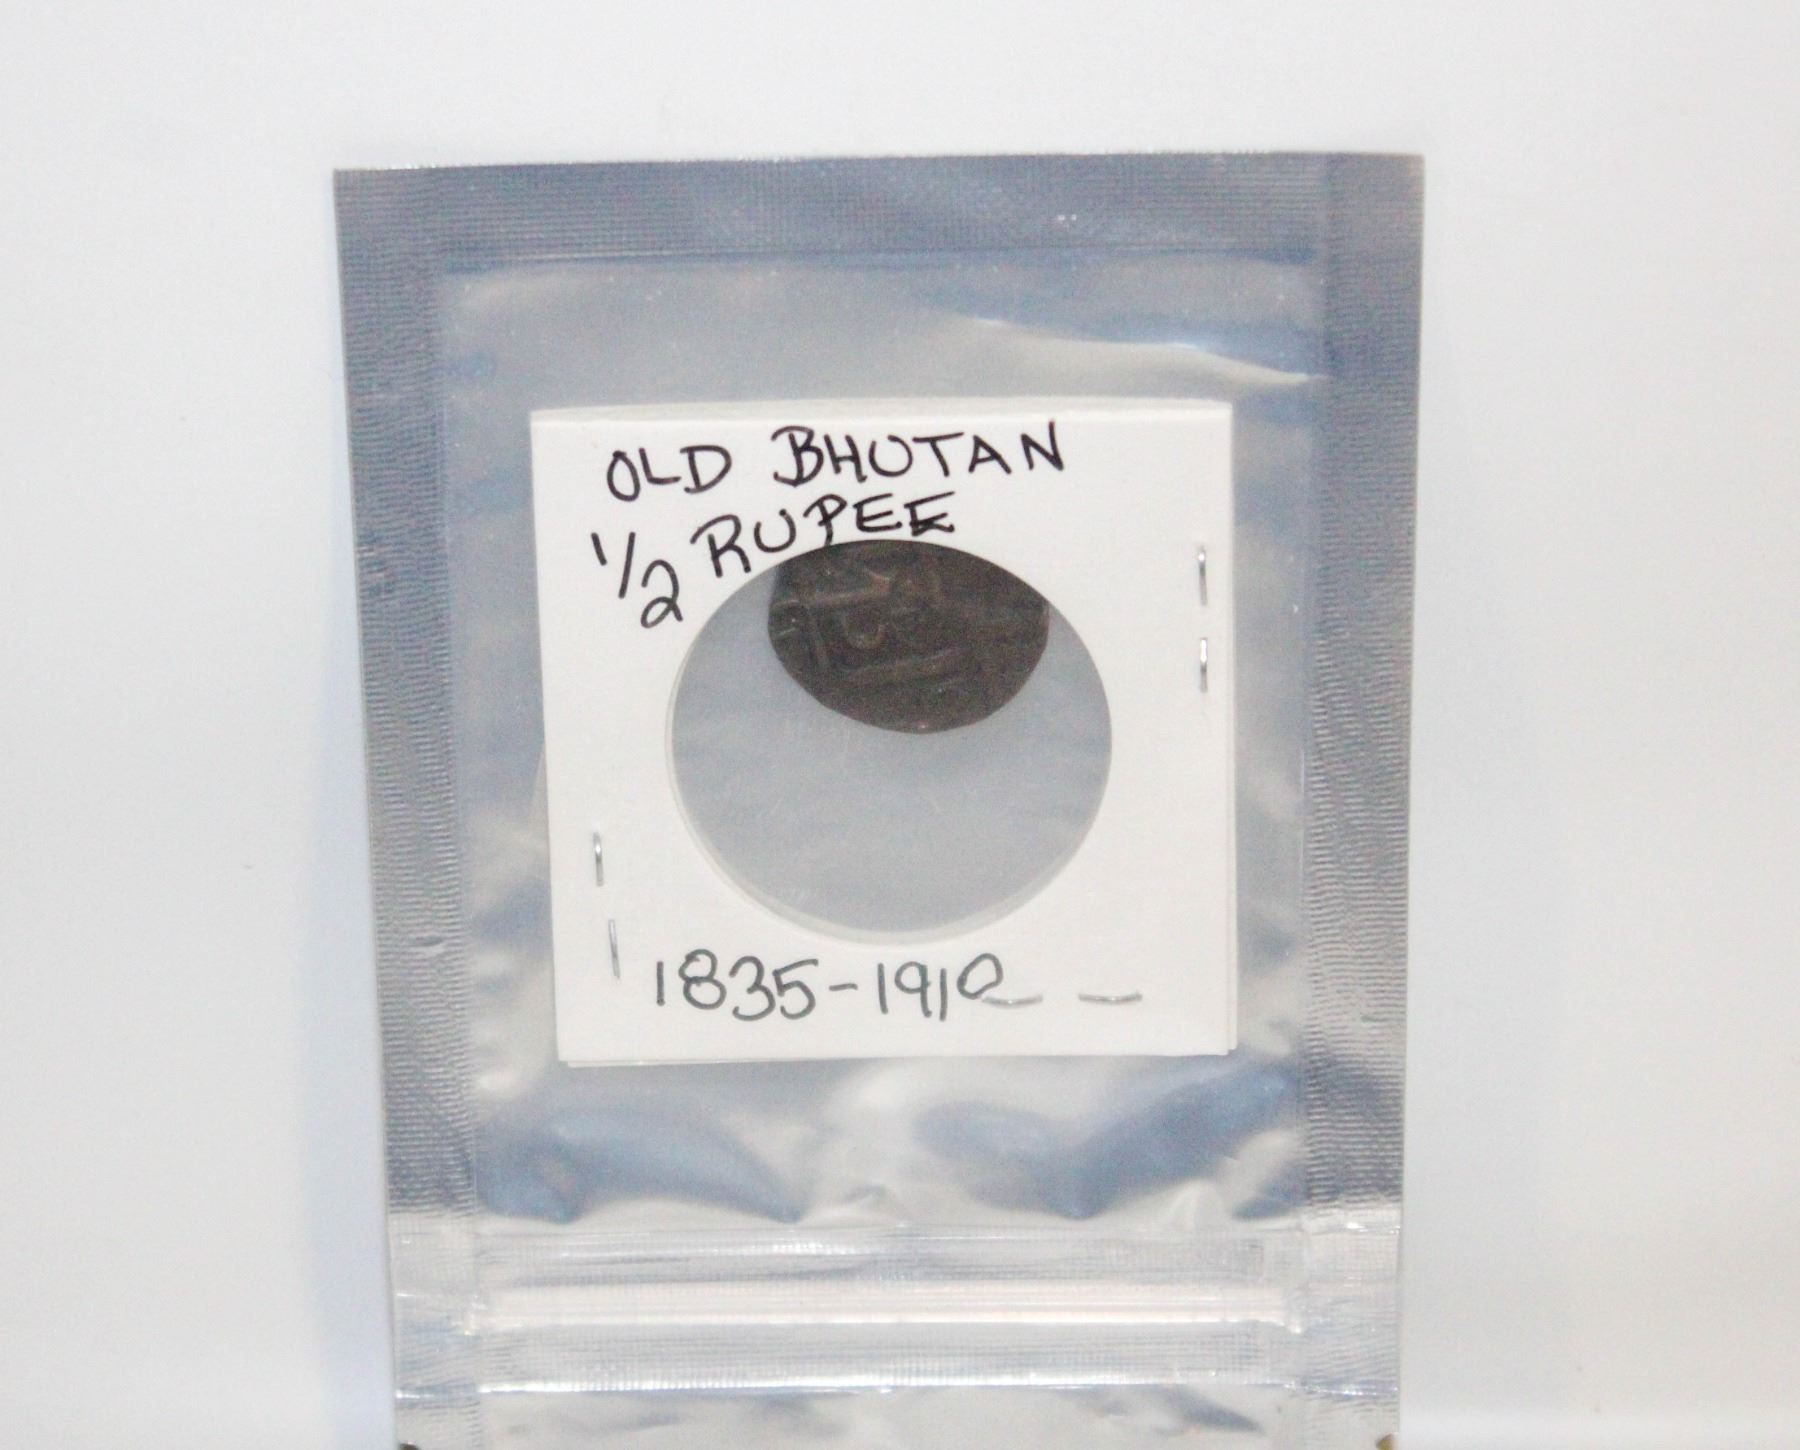 OLD BHUTAN
1/2 RUPEE
1835-1910